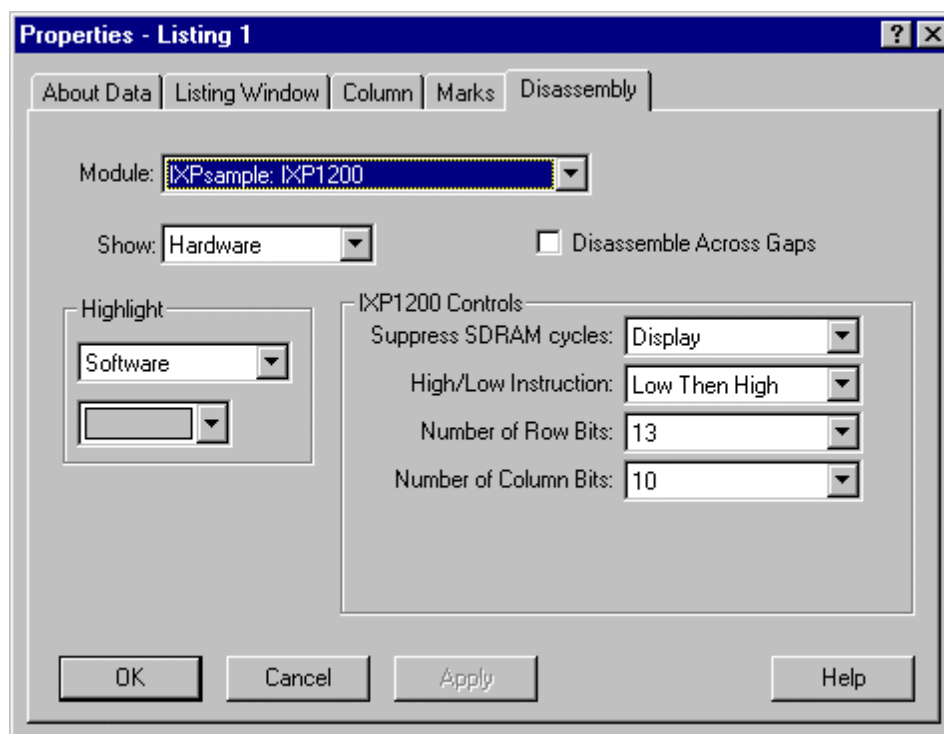 Properties - Listing 1
About Data Listing Window Column Marks Disassembly
Module: IXPsample: IXP1200
Show: Hardware Disassemble Across Gaps
Highlight
Software
IXP1200 Controls
Suppress SDRAM cycles: Display
High/Low Instruction: Low Then High
Number of Row Bits: 13
Number of Column Bits: 10
OK Cancel Apply Help